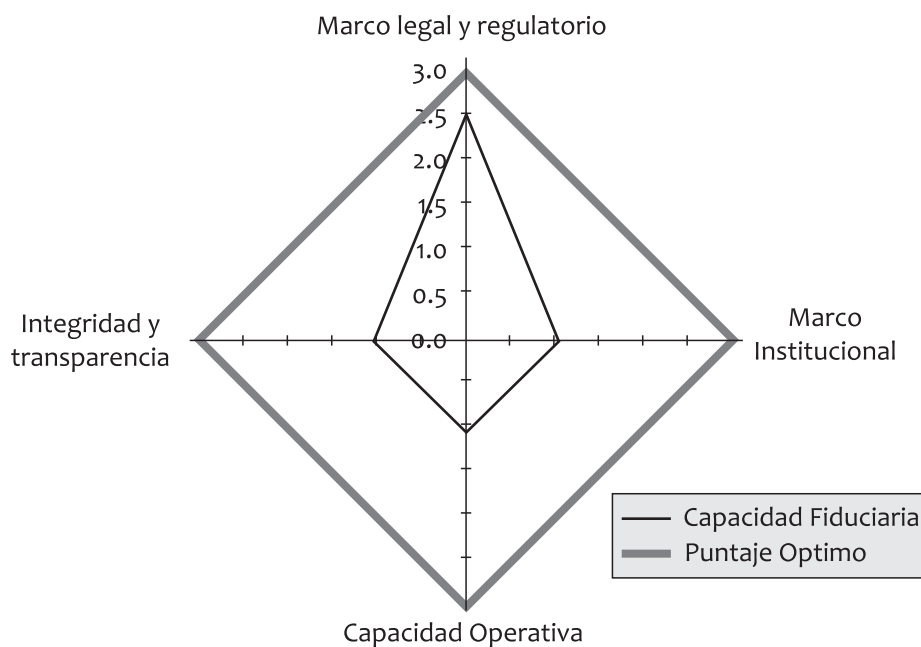 Marco legal y regulatorio
3.0
2.5
2.0
1.5
1.0
0.5
0.0
Integridad y
transparencia
Marco
Institucional
Capacidad Fiduciaria
Puntaje Optimo
Capacidad Operativa